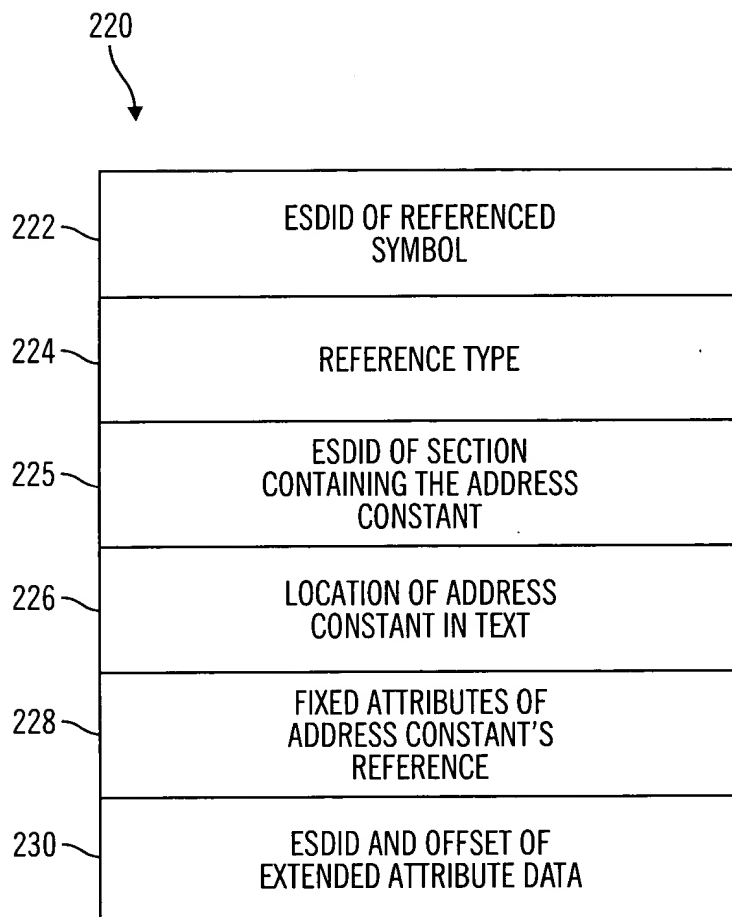 220
222
ESDID OF REFERENCED
SYMBOL
224
REFERENCE TYPE
225
ESDID OF SECTION
CONTAINING THE ADDRESS
CONSTANT
226
LOCATION OF ADDRESS
CONSTANT IN TEXT
228
FIXED ATTRIBUTES OF
ADDRESS CONSTANT'S
REFERENCE
230
ESDID AND OFFSET OF
EXTENDED ATTRIBUTE DATA